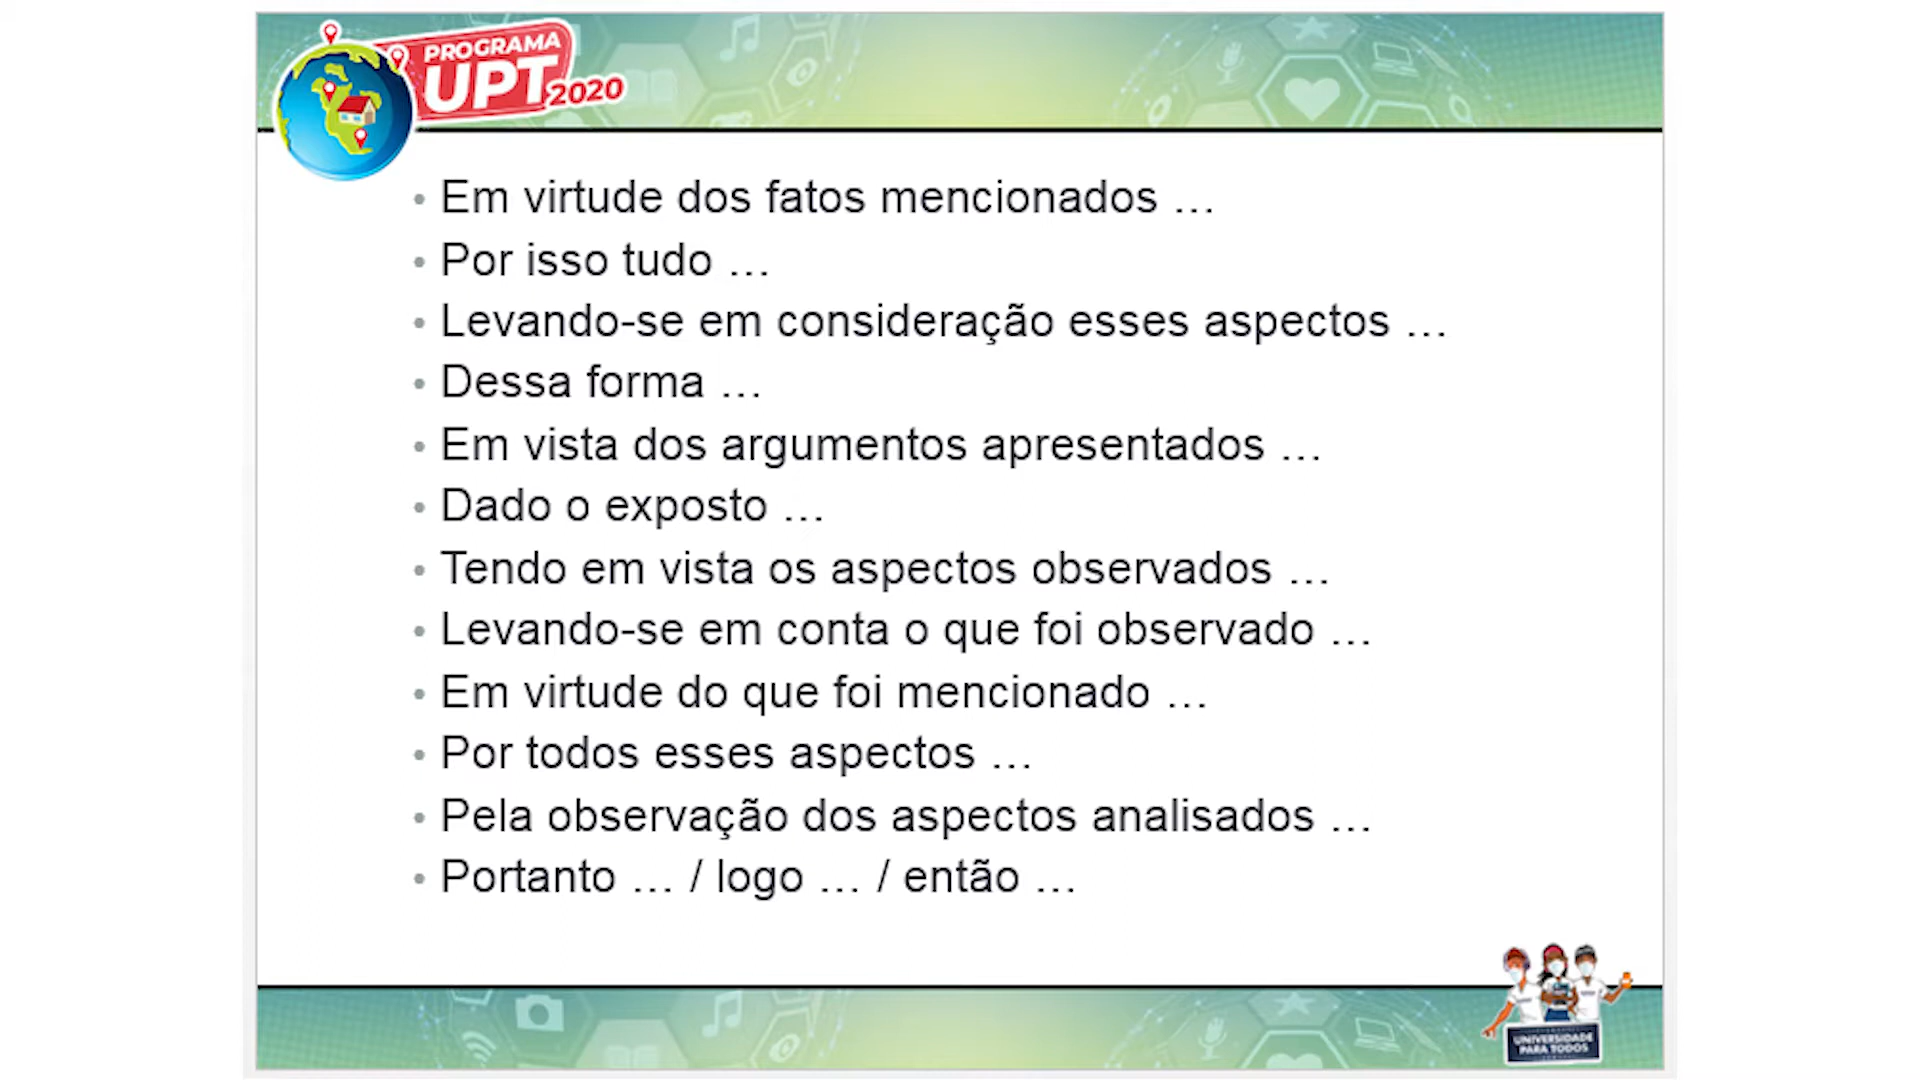 PROGRAMA
UPT 2020
• Em virtude dos fatos mencionados …
• Por isso tudo …
• Levando-se em consideração esses aspectos …
• Dessa forma …
• Em vista dos argumentos apresentados …
• Dado o exposto …
• Tendo em vista os aspectos observados …
• Levando-se em conta o que foi observado …
• Em virtude do que foi mencionado …
• Por todos esses aspectos …
• Pela observação dos aspectos analisados …
• Portanto … / logo … / então …
UNIVERSIDADE
PARA TODOS